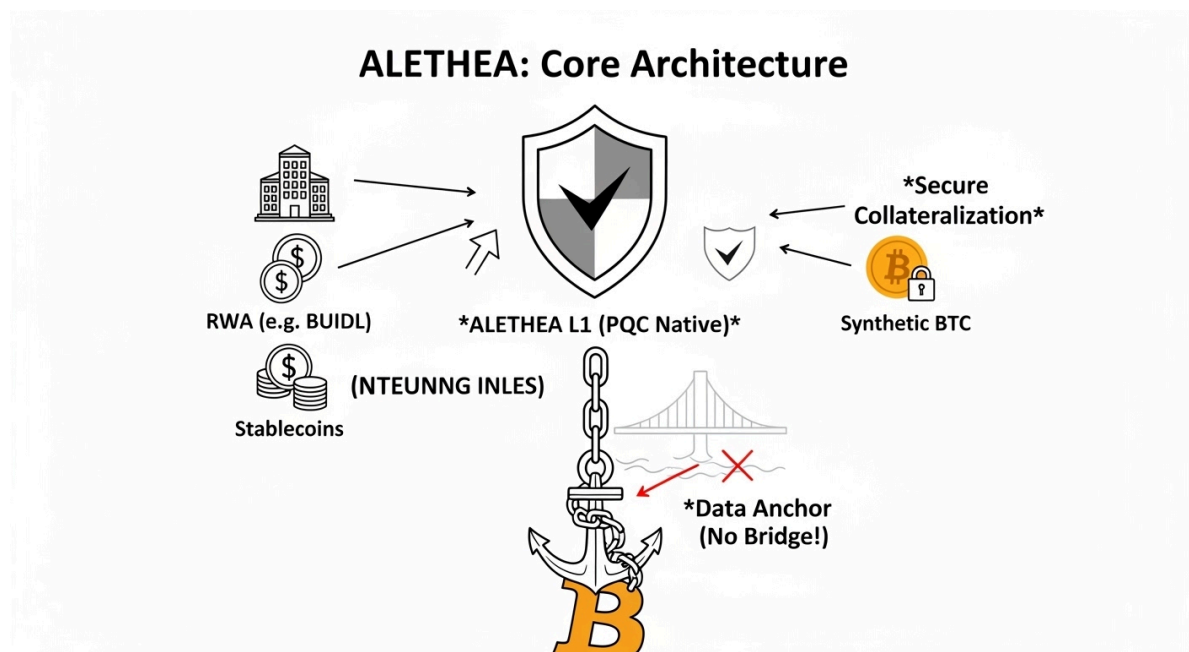 ALETHEA: Core Architecture
*Secure
Collateralization*
RWA (e.g. BUIDL)
*ALETHEA L1 (PQC Native)*
Synthetic BTC
(NTEUNNG INLES)
Stablecoins
*Data Anchor
(No Bridge!)